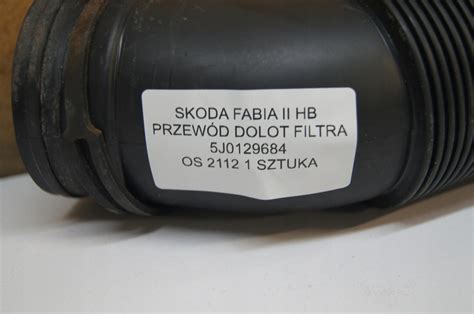 SKODA FABIA II HB
PRZEWÓD DOLOT FILTRA
5J0129684
OS 2112 1 SZTUKA